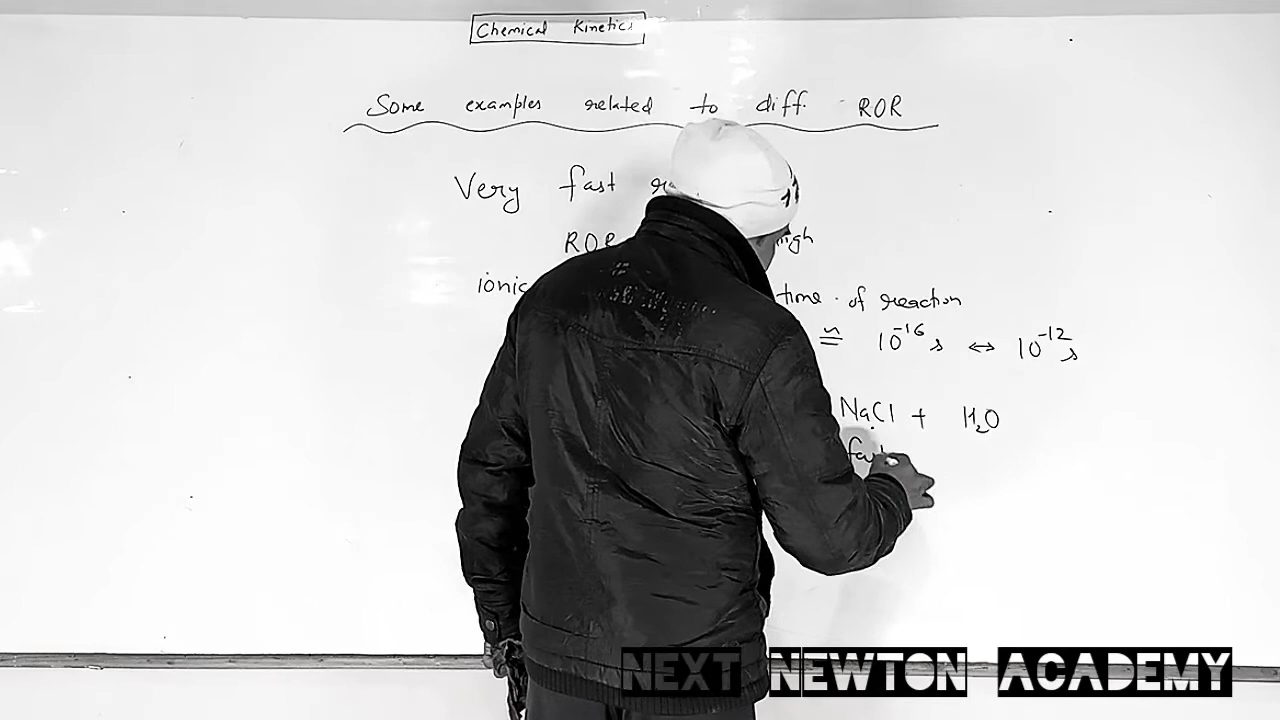 Chemical Kinetics
Some examples related to diff. ROR
Very fast
ROR
ionic time of reaction
≅ 10⁻¹⁶ s ↔ 10⁻¹² s
NaCl + H₂O
NEXT NEWTON ACADEMY